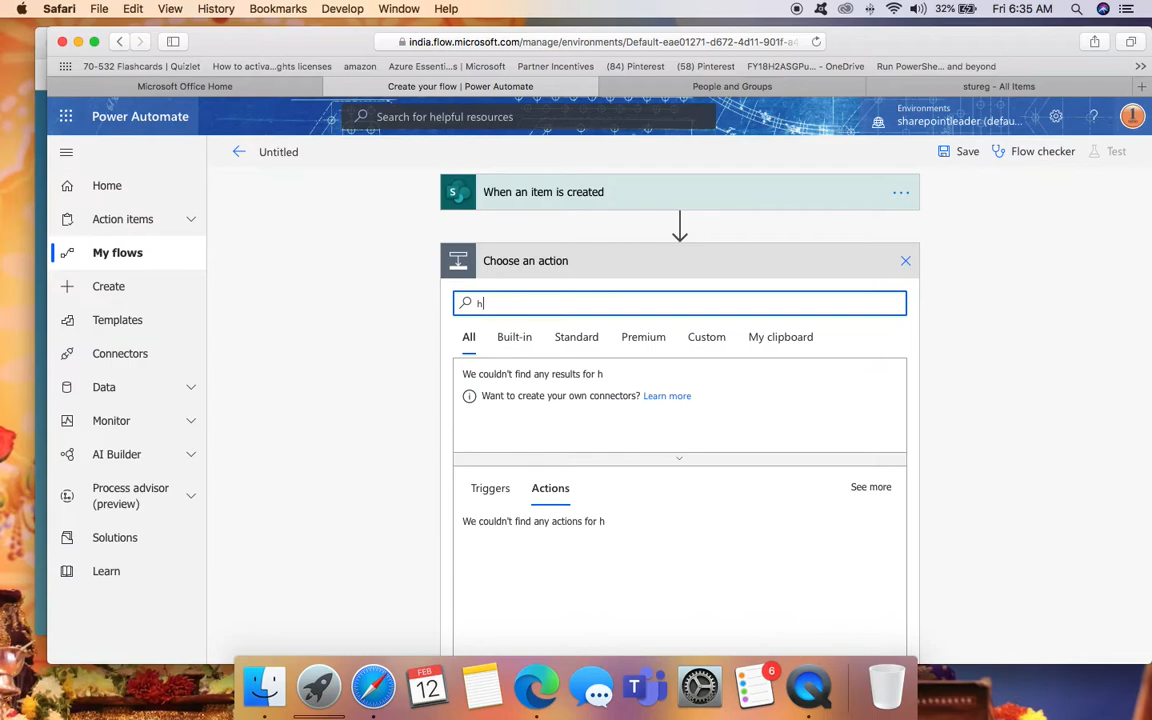 Safari File Edit View History Bookmarks Develop Window Help 32% Fri 6:35 AM
india.flow.microsoft.com/manage/environments/Default-eae01271-d672-4d11-901f-a4
70-532 Flashcards | Quizlet How to activa...ghts licenses amazon Azure Essenti...s | Microsoft Partner Incentives (84) Pinterest (58) Pinterest FY18H2ASGPu... – OneDrive Run PowerShe...and beyond
Microsoft Office Home Create your flow | Power Automate People and Groups stureg - All Items
Power Automate Search for helpful resources Environments
sharepointleader (defau...
Untitled Save Flow checker Test
Home
Action items
My flows
Create
Templates
Connectors
Data
Monitor
AI Builder
Process advisor
(preview)
Solutions
Learn
S When an item is created
Choose an action
h
All Built-in Standard Premium Custom My clipboard
We couldn't find any results for h
Want to create your own connectors? Learn more
Triggers Actions See more
We couldn't find any actions for h
FEB
12
T
6